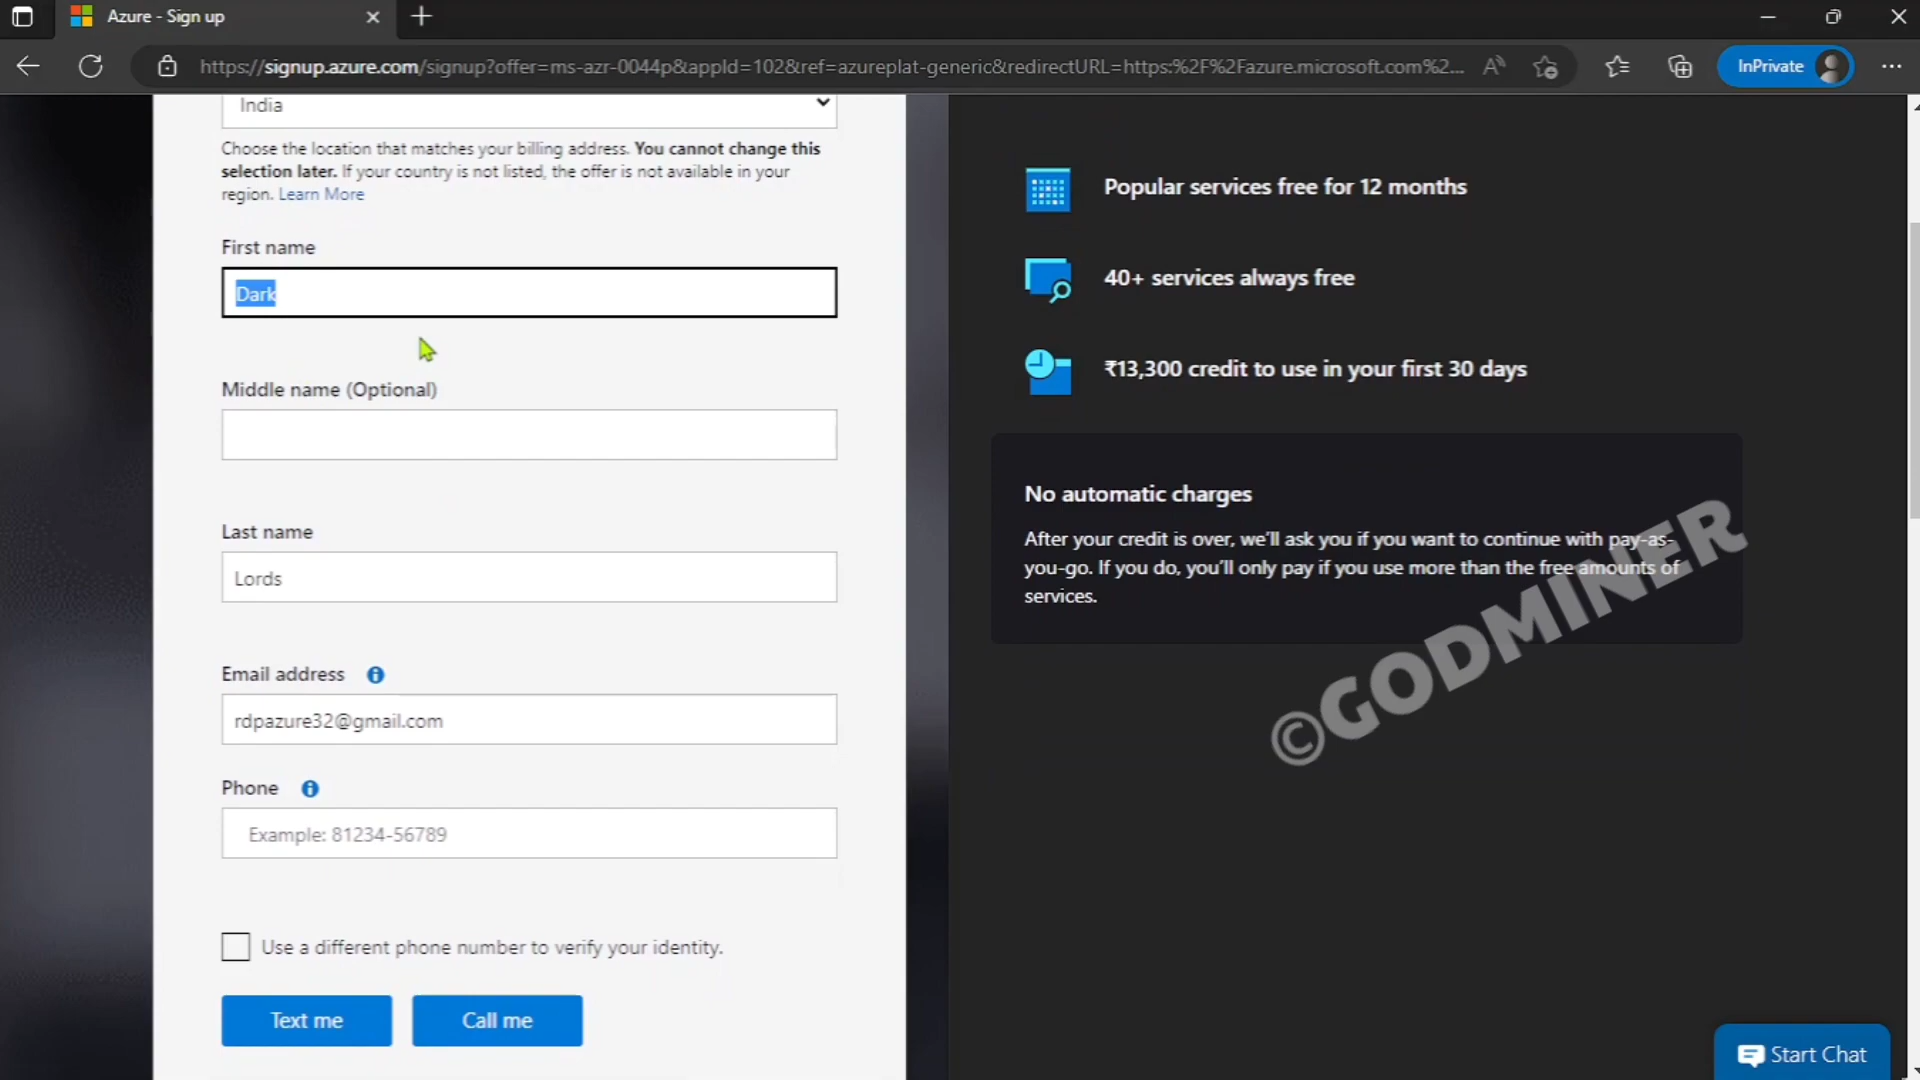 Azure - Sign up
https://signup.azure.com/signup?offer=ms-azr-0044p&appId=102&ref=azureplat-generic&redirectURL=https:%2F%2Fazure.microsoft.com%2...
InPrivate
India
Choose the location that matches your billing address. You cannot change this
selection later. If your country is not listed, the offer is not available in your
region. Learn More
First name
Dark
Middle name (Optional)
Last name
Lords
Email address
rdpazure32@gmail.com
Phone
Example: 81234-56789
Use a different phone number to verify your identity.
Text me
Call me
Popular services free for 12 months
40+ services always free
₹13,300 credit to use in your first 30 days
No automatic charges
After your credit is over, we'll ask you if you want to continue with pay-as-
you-go. If you do, you'll only pay if you use more than the free amounts of
services.
©GODMINER
Start Chat